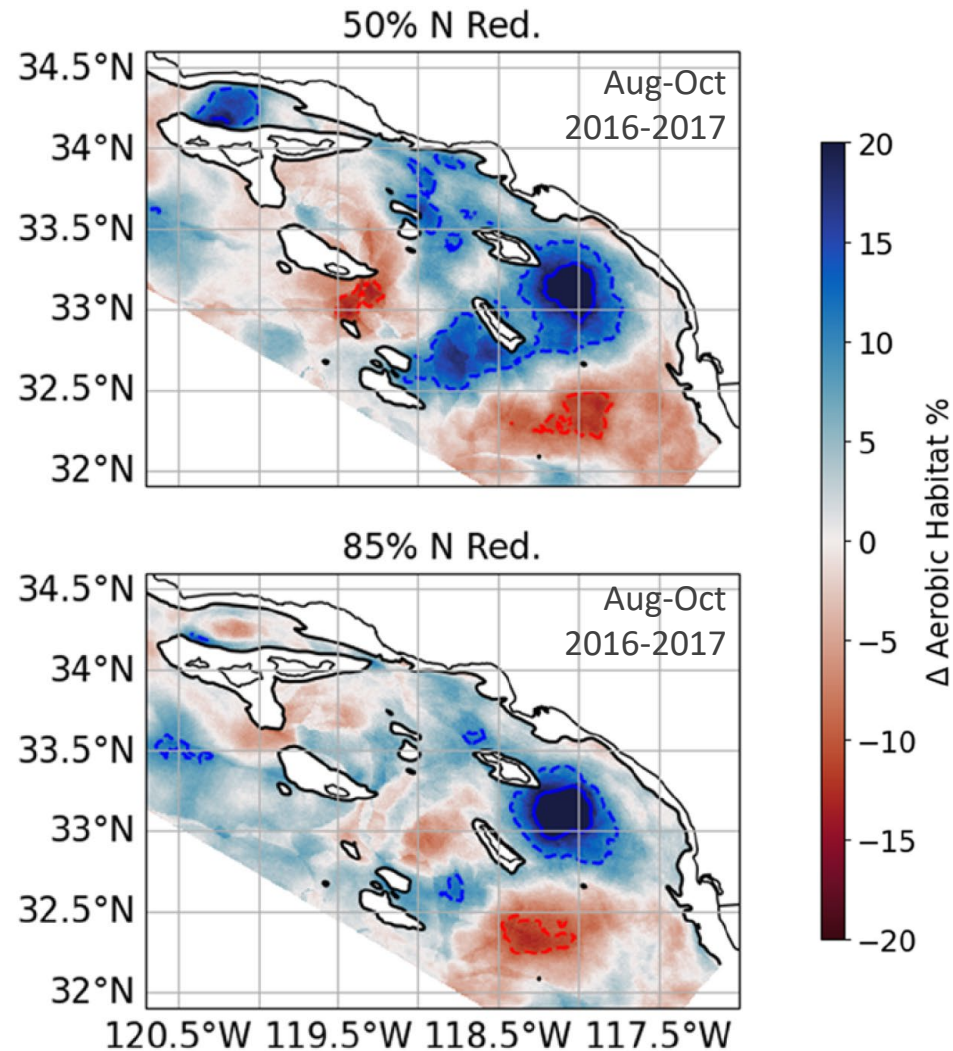 50% N Red.
34.5°N
Aug-Oct
2016-2017
34°N
33.5°N
33°N
32.5°N
32°N
85% N Red.
34.5°N
Aug-Oct
2016-2017
34°N
33.5°N
33°N
32.5°N
32°N
120.5°W 119.5°W 118.5°W 117.5°W
20
15
10
5
0
−5
−10
−15
−20
Δ Aerobic Habitat %